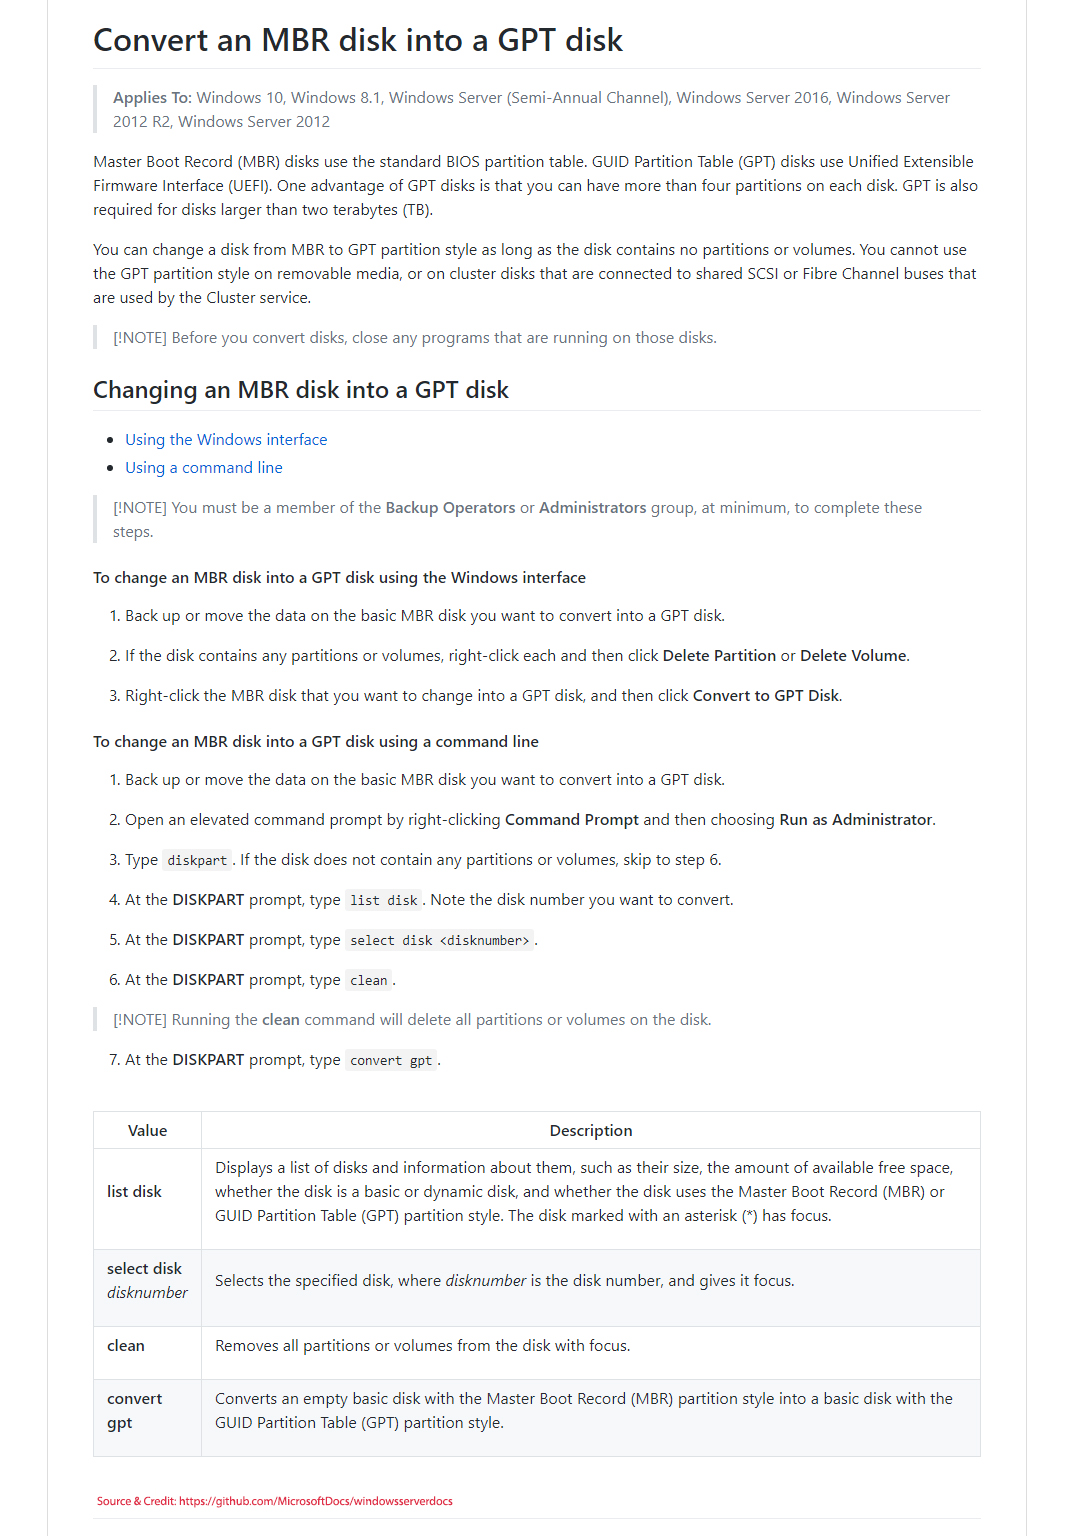 Convert an MBR disk into a GPT disk
Applies To: Windows 10, Windows 8.1, Windows Server (Semi-Annual Channel), Windows Server 2016, Windows Server
2012 R2, Windows Server 2012
Master Boot Record (MBR) disks use the standard BIOS partition table. GUID Partition Table (GPT) disks use Unified Extensible
Firmware Interface (UEFI). One advantage of GPT disks is that you can have more than four partitions on each disk. GPT is also
required for disks larger than two terabytes (TB).
You can change a disk from MBR to GPT partition style as long as the disk contains no partitions or volumes. You cannot use
the GPT partition style on removable media, or on cluster disks that are connected to shared SCSI or Fibre Channel buses that
are used by the Cluster service.
[!NOTE] Before you convert disks, close any programs that are running on those disks.
Changing an MBR disk into a GPT disk
• Using the Windows interface
• Using a command line
[!NOTE] You must be a member of the Backup Operators or Administrators group, at minimum, to complete these
steps.
To change an MBR disk into a GPT disk using the Windows interface
1. Back up or move the data on the basic MBR disk you want to convert into a GPT disk.
2. If the disk contains any partitions or volumes, right-click each and then click Delete Partition or Delete Volume.
3. Right-click the MBR disk that you want to change into a GPT disk, and then click Convert to GPT Disk.
To change an MBR disk into a GPT disk using a command line
1. Back up or move the data on the basic MBR disk you want to convert into a GPT disk.
2. Open an elevated command prompt by right-clicking Command Prompt and then choosing Run as Administrator.
3. Type diskpart. If the disk does not contain any partitions or volumes, skip to step 6.
4. At the DISKPART prompt, type list disk. Note the disk number you want to convert.
5. At the DISKPART prompt, type select disk <disknumber>.
6. At the DISKPART prompt, type clean.
[!NOTE] Running the clean command will delete all partitions or volumes on the disk.
7. At the DISKPART prompt, type convert gpt.
Value Description
list disk
Displays a list of disks and information about them, such as their size, the amount of available free space,
whether the disk is a basic or dynamic disk, and whether the disk uses the Master Boot Record (MBR) or
GUID Partition Table (GPT) partition style. The disk marked with an asterisk (*) has focus.
select disk
disknumber
Selects the specified disk, where disknumber is the disk number, and gives it focus.
clean
Removes all partitions or volumes from the disk with focus.
convert
gpt
Converts an empty basic disk with the Master Boot Record (MBR) partition style into a basic disk with the
GUID Partition Table (GPT) partition style.
Source & Credit: https://github.com/MicrosoftDocs/windowsserverdocs